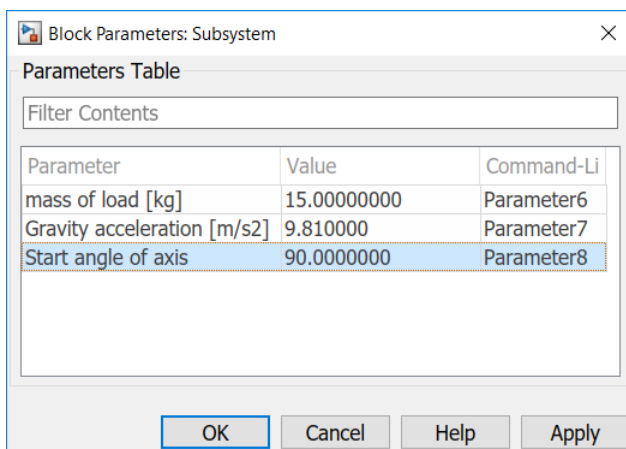 Block Parameters: Subsystem
Parameters Table
Filter Contents
Parameter Value Command-Li
mass of load [kg] 15.00000000 Parameter6
Gravity acceleration [m/s2] 9.810000 Parameter7
Start angle of axis 90.0000000 Parameter8
OK Cancel Help Apply